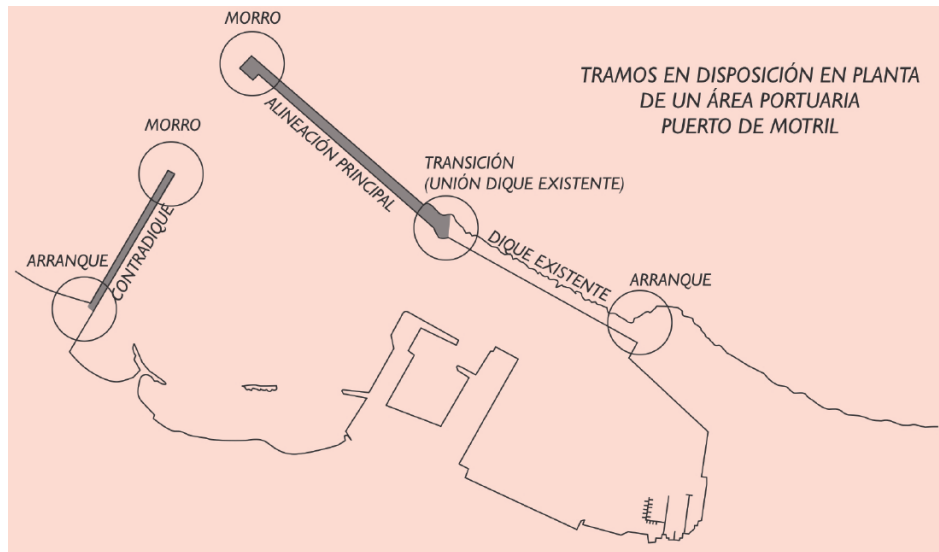 MORRO
TRAMOS EN DISPOSICIÓN EN PLANTA
DE UN ÁREA PORTUARIA
PUERTO DE MOTRIL
ALINEACIÓN PRINCIPAL
MORRO
TRANSICIÓN
(UNIÓN DIQUE EXISTENTE)
CONTRADIQUE
DIQUE EXISTENTE
ARRANQUE
ARRANQUE